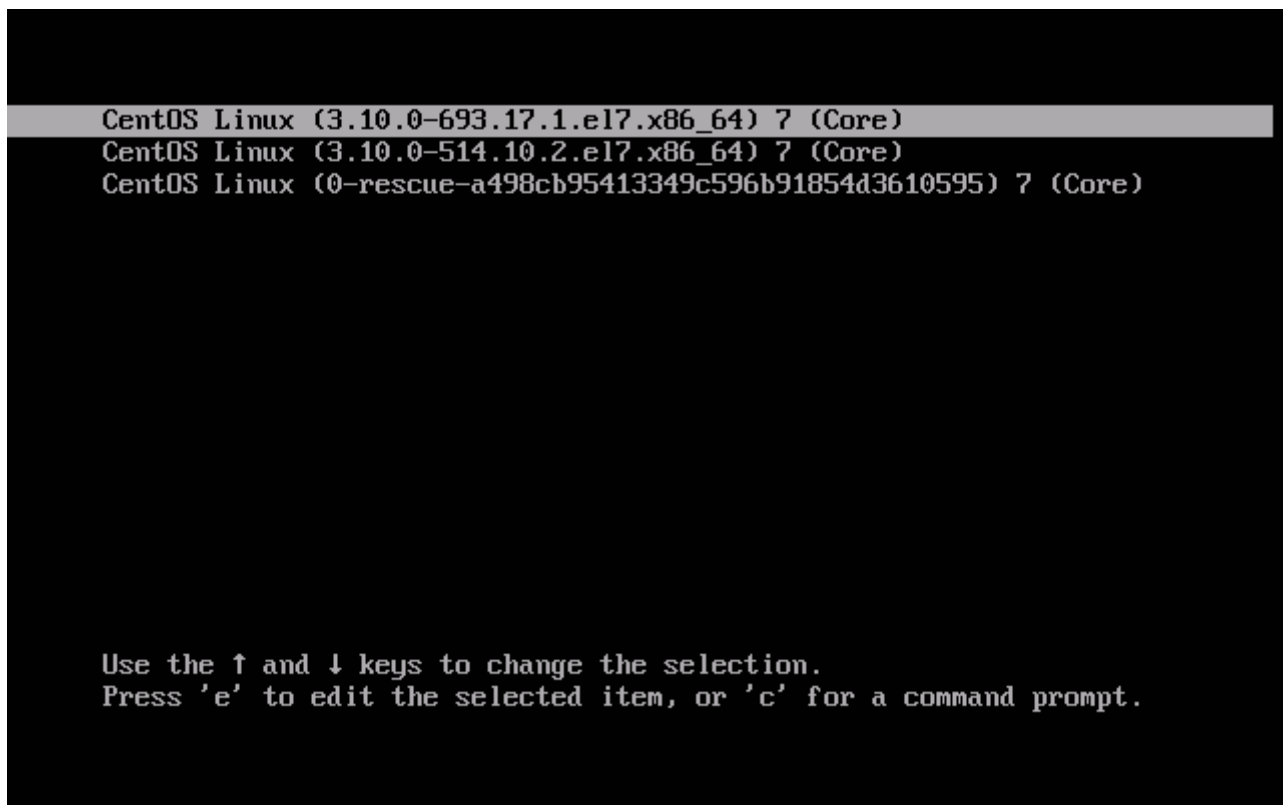 CentOS Linux (3.10.0-693.17.1.el7.x86_64) 7 (Core)
CentOS Linux (3.10.0-514.10.2.el7.x86_64) 7 (Core)
CentOS Linux (0-rescue-a498cb95413349c596b91854d3610595) 7 (Core)
Use the ↑ and ↓ keys to change the selection.
Press 'e' to edit the selected item, or 'c' for a command prompt.